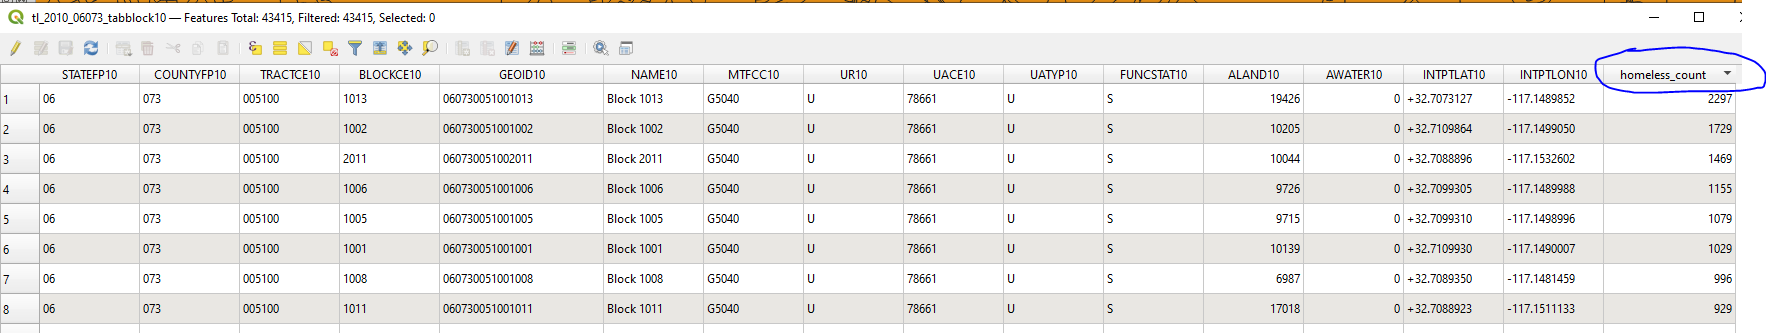 tl_2010_06073_tabblock10 — Features Total: 43415, Filtered: 43415, Selected: 0
STATEFP10 COUNTYFP10 TRACTCE10 BLOCKCE10 GEOID10 NAME10 MTFCC10 UR10 UACE10 UATYP10 FUNCSTAT10 ALAND10 AWATER10 INTPTLAT10 INTPTLON10 homeless_count
1 06 073 005100 1013 060730051001013 Block 1013 G5040 U 78661 U S 19426 0 +32.7073127 -117.1489852 2297
2 06 073 005100 1002 060730051001002 Block 1002 G5040 U 78661 U S 10205 0 +32.7109864 -117.1499050 1729
3 06 073 005100 2011 060730051002011 Block 2011 G5040 U 78661 U S 10044 0 +32.7088896 -117.1532602 1469
4 06 073 005100 1006 060730051001006 Block 1006 G5040 U 78661 U S 9726 0 +32.7099305 -117.1489988 1155
5 06 073 005100 1005 060730051001005 Block 1005 G5040 U 78661 U S 9715 0 +32.7099310 -117.1498996 1079
6 06 073 005100 1001 060730051001001 Block 1001 G5040 U 78661 U S 10139 0 +32.7109930 -117.1490007 1029
7 06 073 005100 1008 060730051001008 Block 1008 G5040 U 78661 U S 6987 0 +32.7089350 -117.1481459 996
8 06 073 005100 1011 060730051001011 Block 1011 G5040 U 78661 U S 17018 0 +32.7088923 -117.1511133 929